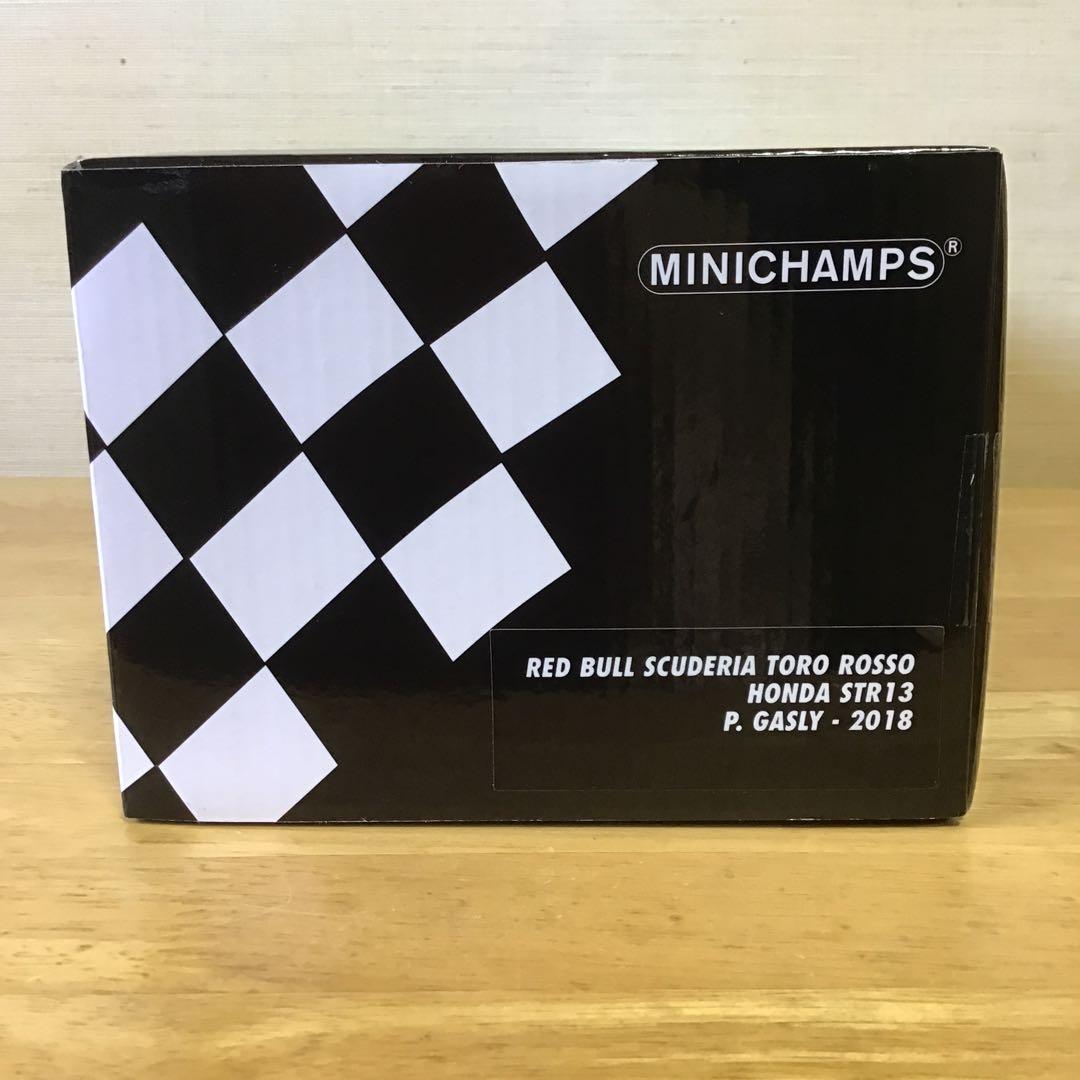 MINICHAMPS®
RED BULL SCUDERIA TORO ROSSO
HONDA STR13
P. GASLY - 2018